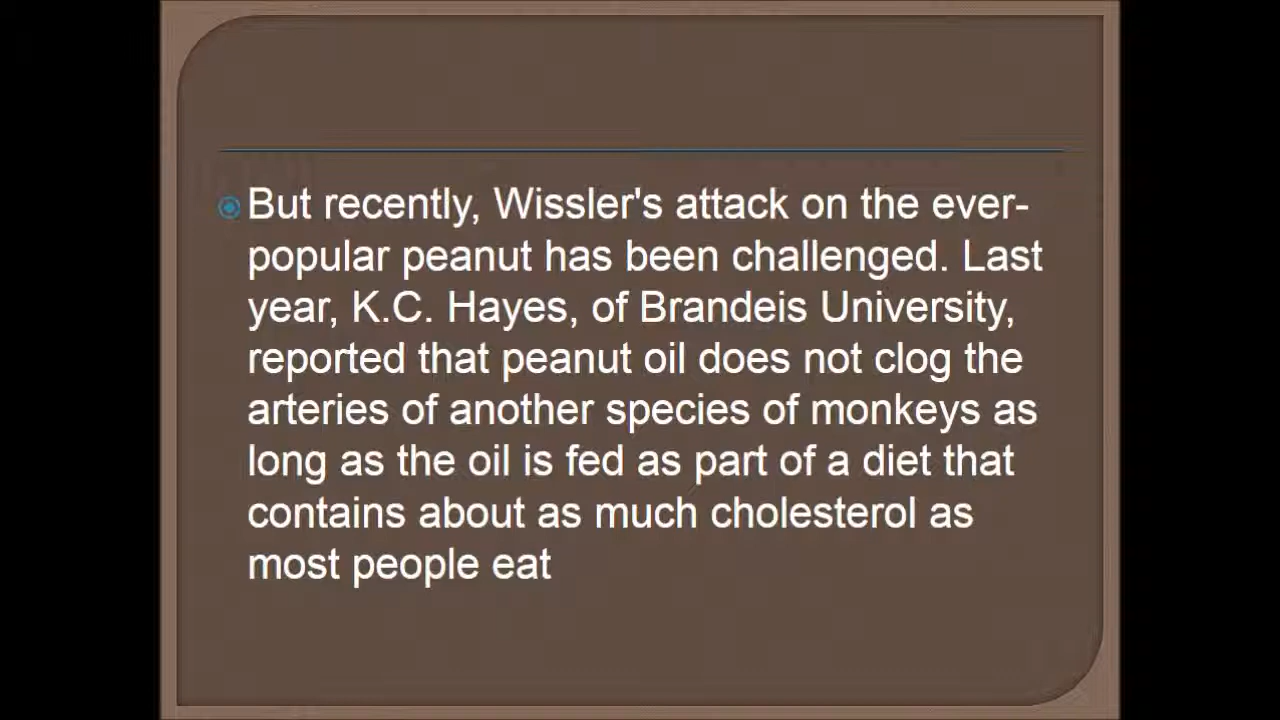 But recently, Wissler's attack on the ever-
popular peanut has been challenged. Last
year, K.C. Hayes, of Brandeis University,
reported that peanut oil does not clog the
arteries of another species of monkeys as
long as the oil is fed as part of a diet that
contains about as much cholesterol as
most people eat